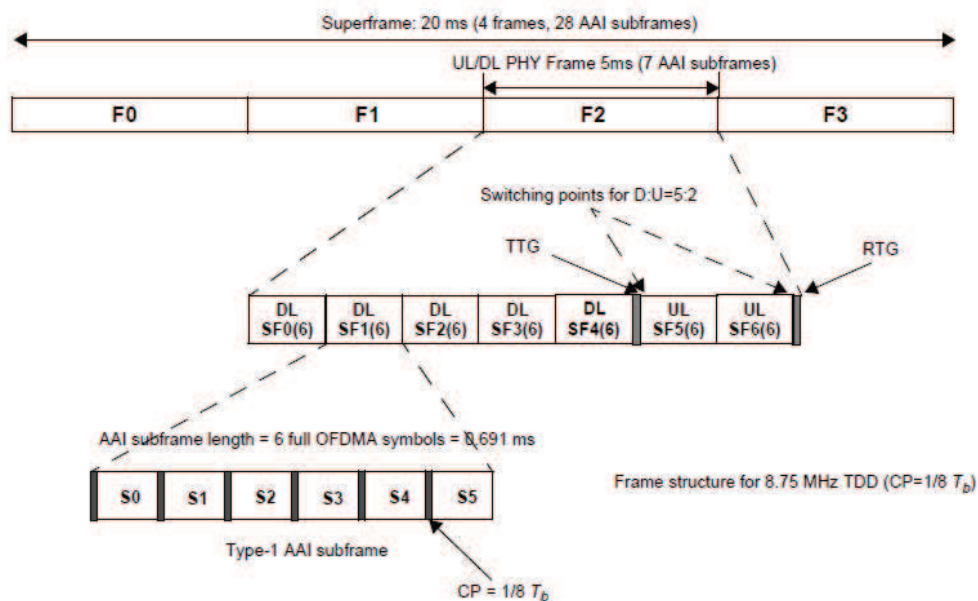 Superframe: 20 ms (4 frames, 28 AAI subframes)
UL/DL PHY Frame 5ms (7 AAI subframes)
F0 F1 F2 F3
Switching points for D:U=5:2
TTG RTG
DL DL DL DL DL UL UL
SF0(6) SF1(6) SF2(6) SF3(6) SF4(6) SF5(6) SF6(6)
AAI subframe length = 6 full OFDMA symbols = 0.691 ms
S0 S1 S2 S3 S4 S5
Frame structure for 8.75 MHz TDD (CP=1/8 Tb)
Type-1 AAI subframe
CP = 1/8 Tb